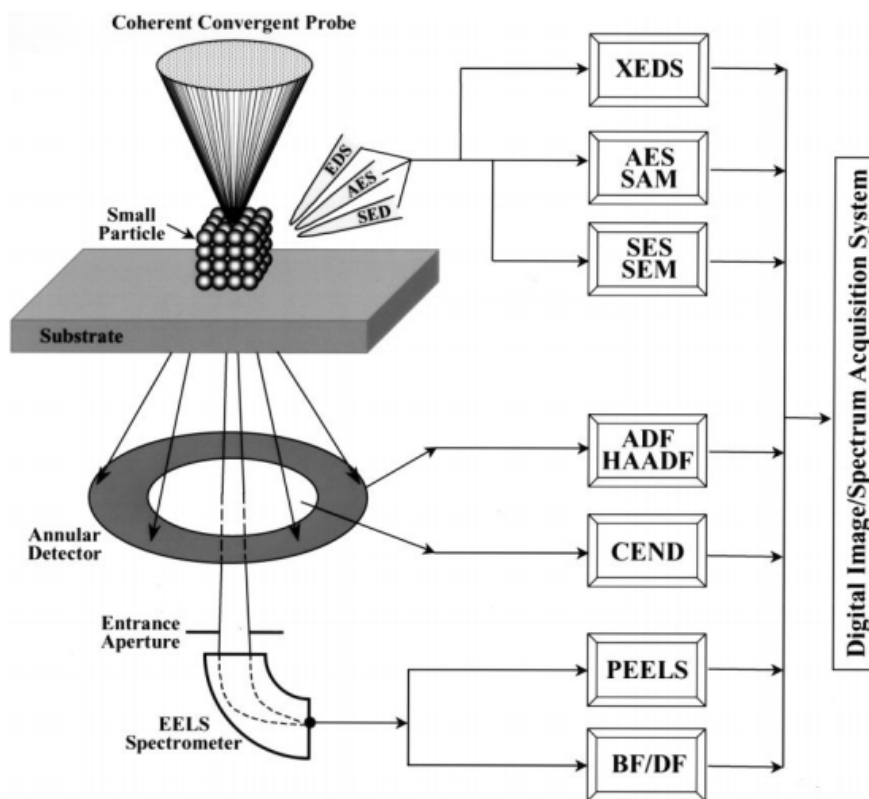 Coherent Convergent Probe
XEDS
EDS
AES
SED
AES
SAM
Small
Particle
SES
SEM
Substrate
Digital Image/Spectrum Acquisition System
ADF
HAADF
Annular
Detector
CEND
Entrance
Aperture
PEELS
EELS
Spectrometer
BF/DF